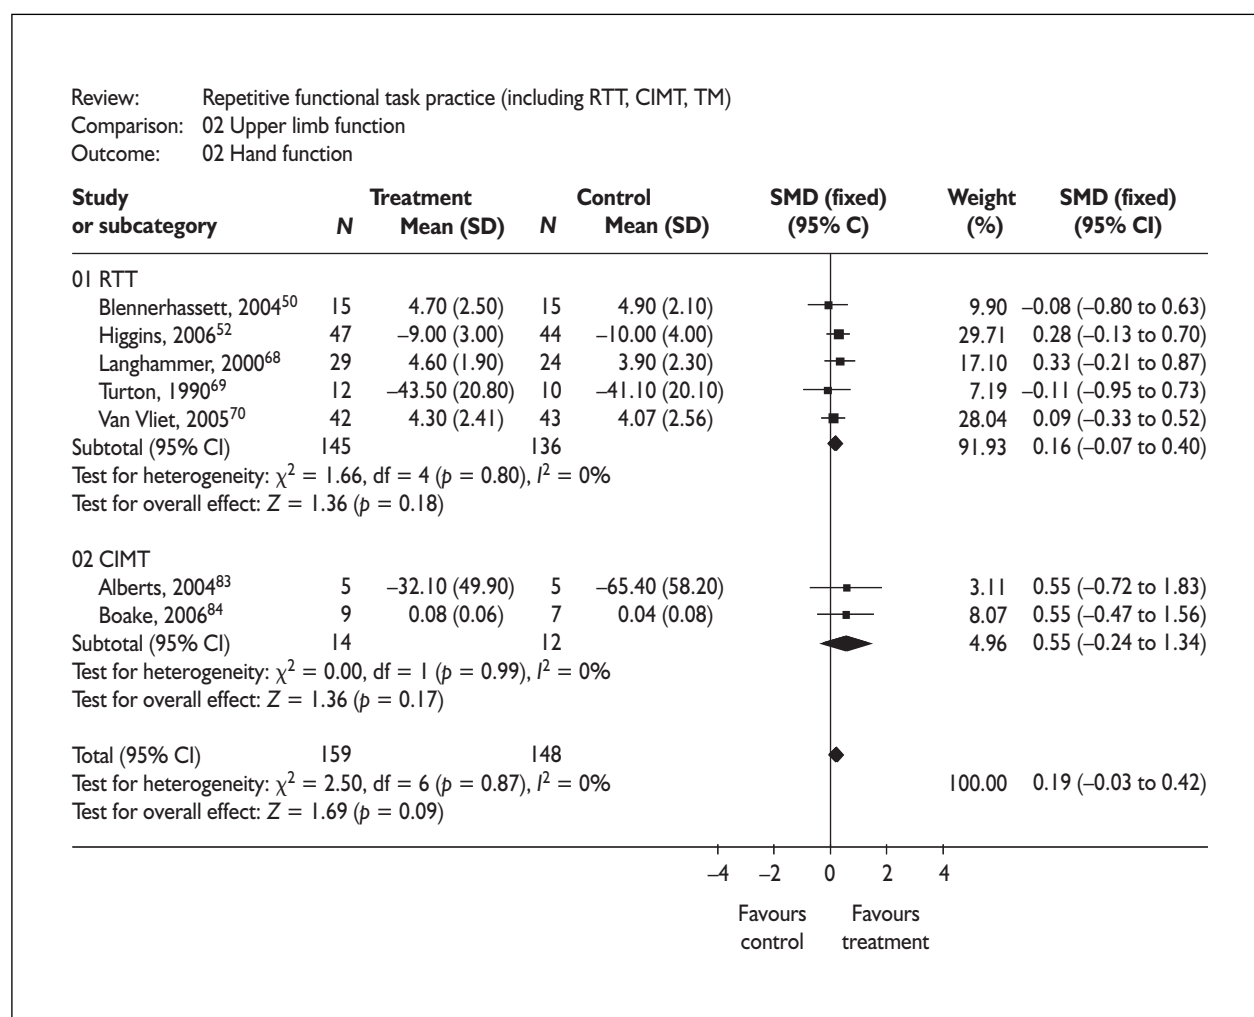 Review: Repetitive functional task practice (including RTT, CIMT, TM)
Comparison: 02 Upper limb function
Outcome: 02 Hand function
Study Treatment Control SMD (fixed) Weight SMD (fixed)
or subcategory N Mean (SD) N Mean (SD) (95% C) (%) (95% CI)
01 RTT
Blennerhassett, 2004⁵⁰ 15 4.70 (2.50) 15 4.90 (2.10) 9.90 –0.08 (–0.80 to 0.63)
Higgins, 2006⁵² 47 –9.00 (3.00) 44 –10.00 (4.00) 29.71 0.28 (–0.13 to 0.70)
Langhammer, 2000⁶⁸ 29 4.60 (1.90) 24 3.90 (2.30) 17.10 0.33 (–0.21 to 0.87)
Turton, 1990⁶⁹ 12 –43.50 (20.80) 10 –41.10 (20.10) 7.19 –0.11 (–0.95 to 0.73)
Van Vliet, 2005⁷⁰ 42 4.30 (2.41) 43 4.07 (2.56) 28.04 0.09 (–0.33 to 0.52)
Subtotal (95% CI) 145 136 91.93 0.16 (–0.07 to 0.40)
Test for heterogeneity: χ² = 1.66, df = 4 (p = 0.80), I² = 0%
Test for overall effect: Z = 1.36 (p = 0.18)
02 CIMT
Alberts, 2004⁸³ 5 –32.10 (49.90) 5 –65.40 (58.20) 3.11 0.55 (–0.72 to 1.83)
Boake, 2006⁸⁴ 9 0.08 (0.06) 7 0.04 (0.08) 8.07 0.55 (–0.47 to 1.56)
Subtotal (95% CI) 14 12 4.96 0.55 (–0.24 to 1.34)
Test for heterogeneity: χ² = 0.00, df = 1 (p = 0.99), I² = 0%
Test for overall effect: Z = 1.36 (p = 0.17)
Total (95% CI) 159 148
Test for heterogeneity: χ² = 2.50, df = 6 (p = 0.87), I² = 0% 100.00 0.19 (–0.03 to 0.42)
Test for overall effect: Z = 1.69 (p = 0.09)
–4 –2 0 2 4
Favours Favours
control treatment